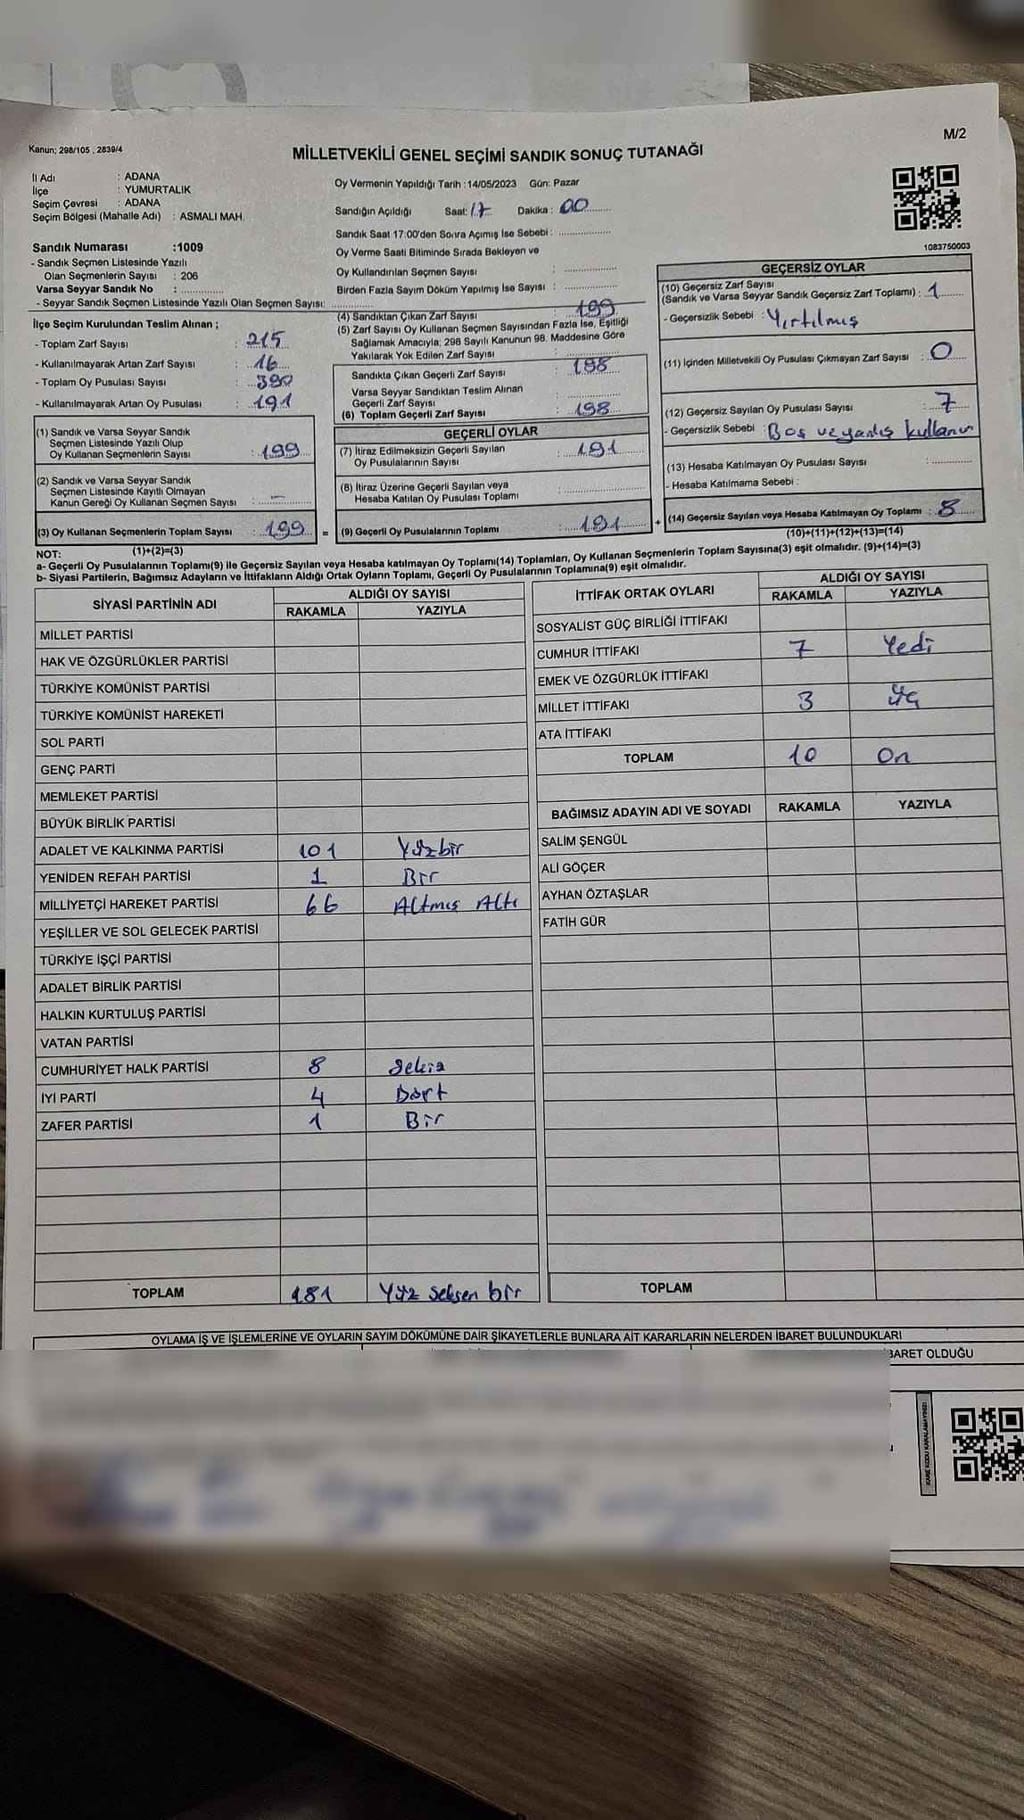 M/2
Kanun; 298/105 , 2839/4
MİLLETVEKİLİ GENEL SEÇİMİ SANDIK SONUÇ TUTANAĞI
İl Adı : ADANA
İlçe : YUMURTALIK
Seçim Çevresi : ADANA
Seçim Bölgesi (Mahalle Adı) : ASMALI MAH.
Sandık Numarası :1009
- Sandık Seçmen Listesinde Yazılı
Olan Seçmenlerin Sayısı : 206
Varsa Seyyar Sandık No :
- Seyyar Sandık Seçmen Listesinde Yazılı Olan Seçmen Sayısı:
Oy Vermenin Yapıldığı Tarih :14/05/2023 Gün: Pazar
Sandığın Açıldığı Saat: 17 Dakika : 00
Sandık Saat 17:00'den Sonra Açımış İse Sebebi :
Oy Verme Saati Bitiminde Sırada Bekleyen ve
Oy Kullandırılan Seçmen Sayısı :
Birden Fazla Sayım Döküm Yapılmış İse Sayısı :
1083750003
İlçe Seçim Kurulundan Teslim Alınan ;
- Toplam Zarf Sayısı : 215
- Kullanılmayarak Artan Zarf Sayısı : 16
- Toplam Oy Pusulası Sayısı : 390
- Kullanılmayarak Artan Oy Pusulası : 191
(1) Sandık ve Varsa Seyyar Sandık
Seçmen Listesinde Yazılı Olup
Oy Kullanan Seçmenlerin Sayısı : 199
(2) Sandık ve Varsa Seyyar Sandık
Seçmen Listesinde Kayıtlı Olmayan
Kanun Gereği Oy Kullanan Seçmen Sayısı : -
(3) Oy Kullanan Seçmenlerin Toplam Sayısı : 199 =
(1)+(2)=(3)
(4) Sandıktan Çıkan Zarf Sayısı : 199
(5) Zarf Sayısı Oy Kullanan Seçmen Sayısından Fazla İse, Eşitliği
Sağlamak Amacıyla; 298 Sayılı Kanunun 98. Maddesine Göre
Yakılarak Yok Edilen Zarf Sayısı :
Sandıkta Çıkan Geçerli Zarf Sayısı : 198
Varsa Seyyar Sandıktan Teslim Alınan
Geçerli Zarf Sayısı :
(6) Toplam Geçerli Zarf Sayısı : 198
GEÇERLİ OYLAR
(7) İtiraz Edilmeksizin Geçerli Sayılan
Oy Pusulalarının Sayısı : 191
(8) İtiraz Üzerine Geçerli Sayılan veya
Hesaba Katılan Oy Pusulası Toplamı :
(9) Geçerli Oy Pusulalarının Toplamı : 191 +
GEÇERSİZ OYLAR
(10) Geçersiz Zarf Sayısı
(Sandık ve Varsa Seyyar Sandık Geçersiz Zarf Toplamı) : 1
- Geçersizlik Sebebi : Yırtılmış
(11) İçinden Milletvekili Oy Pusulası Çıkmayan Zarf Sayısı : 0
(12) Geçersiz Sayılan Oy Pusulası Sayısı : 7
- Geçersizlik Sebebi : Boş ve yanlış
(13) Hesaba Katılmayan Oy Pusulası Sayısı :
- Hesaba Katılmama Sebebi :
(14) Geçersiz Sayılan veya Hesaba Katılmayan Oy Toplamı : 8
(10)+(11)+(12)+(13)=(14)
NOT:
a- Geçerli Oy Pusulalarının Toplamı(9) ile Geçersiz Sayılan veya Hesaba katılmayan Oy Toplamı(14) Toplamları, Oy Kullanan Seçmenlerin Toplam Sayısına(3) eşit olmalıdır. (9)+(14)=(3)
b- Siyasi Partilerin, Bağımsız Adayların ve İttifakların Aldığı Ortak Oyların Toplamı, Geçerli Oy Pusulalarının Toplamına(9) eşit olmalıdır.
SİYASİ PARTİNİN ADI ALDIĞI OY SAYISI
RAKAMLA YAZIYLA
MİLLET PARTİSİ
HAK VE ÖZGÜRLÜKLER PARTİSİ
TÜRKİYE KOMÜNİST PARTİSİ
TÜRKİYE KOMÜNİST HAREKETİ
SOL PARTİ
GENÇ PARTİ
MEMLEKET PARTİSİ
BÜYÜK BİRLİK PARTİSİ
ADALET VE KALKINMA PARTİSİ 101 Yüzbir
YENİDEN REFAH PARTİSİ 1 Bir
MİLLİYETÇİ HAREKET PARTİSİ 66 Altmış Altı
YEŞİLLER VE SOL GELECEK PARTİSİ
TÜRKİYE İŞÇİ PARTİSİ
ADALET BİRLİK PARTİSİ
HALKIN KURTULUŞ PARTİSİ
VATAN PARTİSİ
CUMHURİYET HALK PARTİSİ 8 Sekiz
İYİ PARTİ 4 Dört
ZAFER PARTİSİ 1 Bir
TOPLAM 181 Yüz Seksen bir
İTTİFAK ORTAK OYLARI ALDIĞI OY SAYISI
RAKAMLA YAZIYLA
SOSYALİST GÜÇ BİRLİĞİ İTTİFAKI
CUMHUR İTTİFAKI 7 Yedi
EMEK VE ÖZGÜRLÜK İTTİFAKI
MİLLET İTTİFAKI 3 Üç
ATA İTTİFAKI
TOPLAM 10 On
BAĞIMSIZ ADAYIN ADI VE SOYADI RAKAMLA YAZIYLA
SALİM ŞENGÜL
ALİ GÖÇER
AYHAN ÖZTAŞLAR
FATİH GÜR
TOPLAM
OYLAMA İŞ VE İŞLEMLERİNE VE OYLARIN SAYIM DÖKÜMÜNE DAİR ŞİKAYETLERLE BUNLARA AİT KARARLARIN NELERDEN İBARET BULUNDUKLARI
BARET OLDUĞU